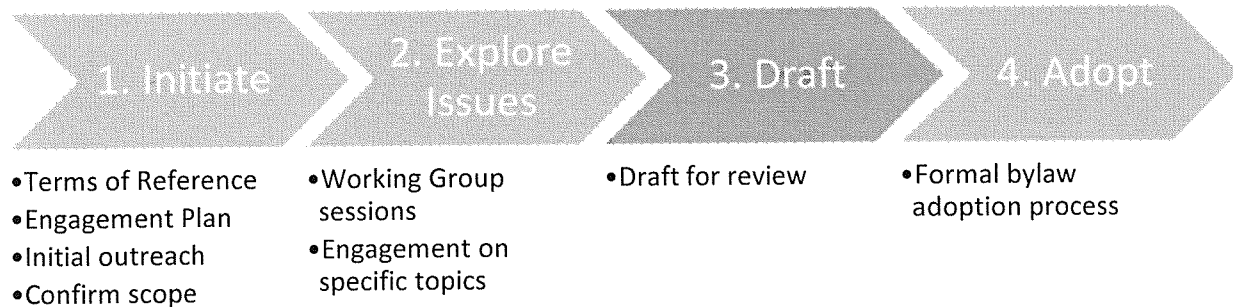 1. Initiate
2. Explore
Issues
3. Draft
4. Adopt
•Terms of Reference
•Engagement Plan
•Initial outreach
•Confirm scope
•Working Group
sessions
•Engagement on
specific topics
•Draft for review
•Formal bylaw
adoption process